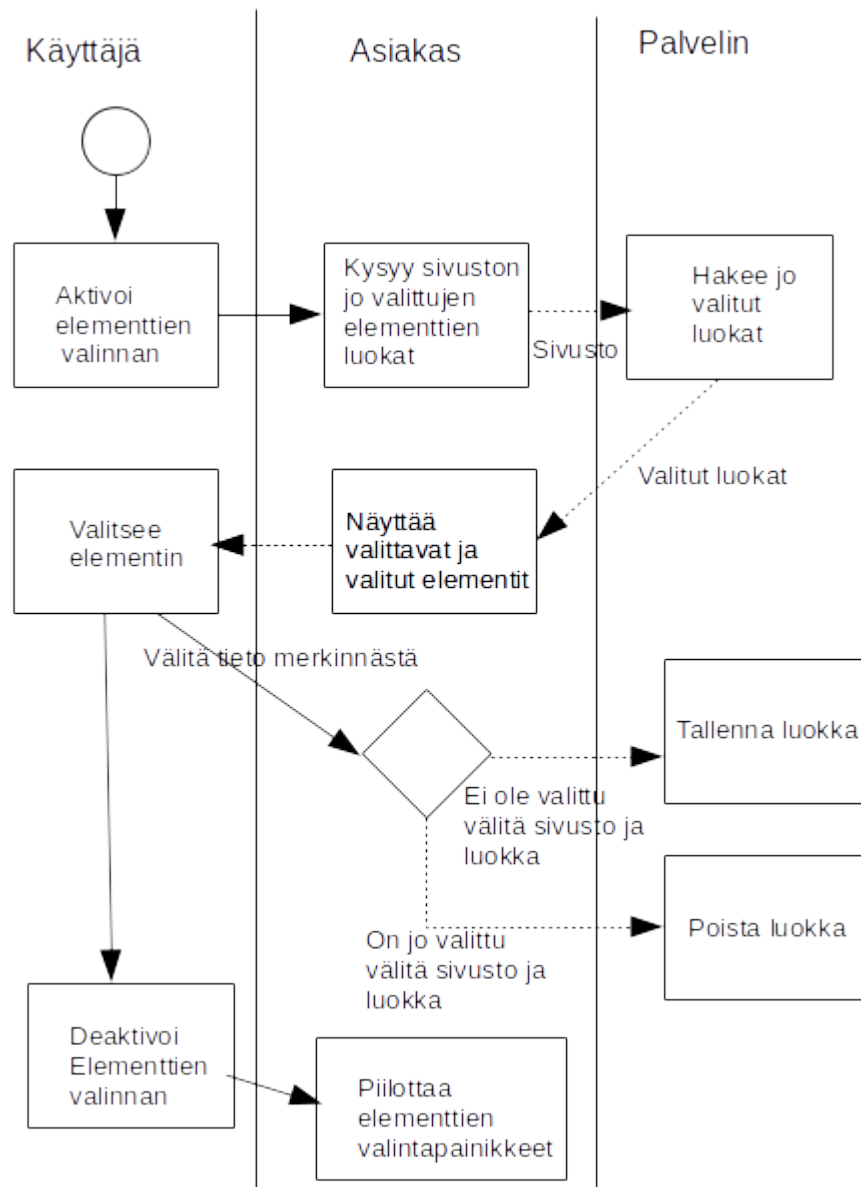 Käyttäjä
Asiakas
Palvelin
Aktivoi
elementtien
valinnan
Kysyy sivuston
jo valittujen
elementtien
luokat
Sivusto
Hakee jo
valitut
luokat
Valitut luokat
Näyttää
valittavat ja
valitut elementit
Valitsee
elementin
Välitä tieto merkinnästä
Tallenna luokka
Ei ole valittu
välitä sivusto ja
luokka
Poista luokka
On jo valittu
välitä sivusto ja
luokka
Deaktivoi
Elementtien
valinnan
Piilottaa
elementtien
valintapainikkeet